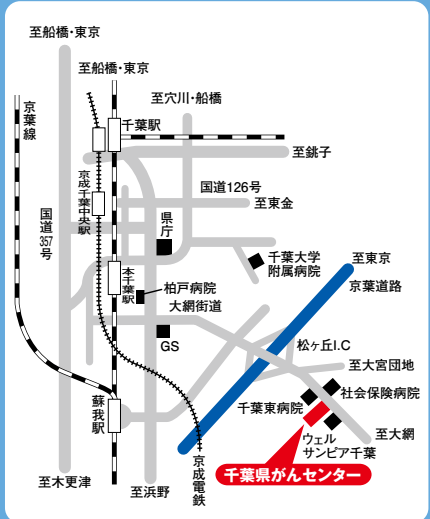 至船橋・東京
至船橋・東京
至穴川・船橋
京葉線
千葉駅
至銚子
京成千葉中央駅
国道126号
至東金
国道357号
県庁
千葉大学
附属病院
至東京
京葉道路
本千葉駅
柏戸病院
大網街道
GS
松ヶ丘I.C
至大宮団地
社会保険病院
千葉東病院
蘇我駅
ウェル
サンピア千葉
至大網
京成電鉄
千葉県がんセンター
至木更津
至浜野